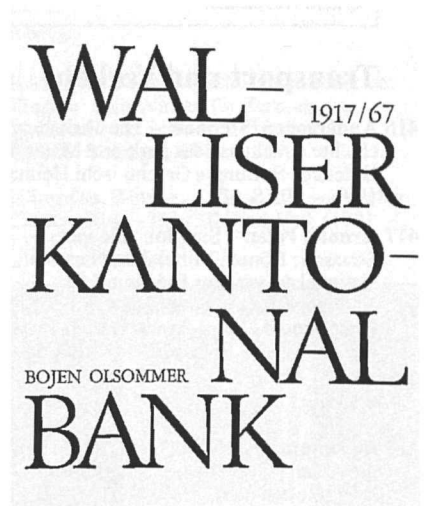 WAL–
1917/67
LISER
KANTO–
NAL
BOJEN OLSOMMER
BANK